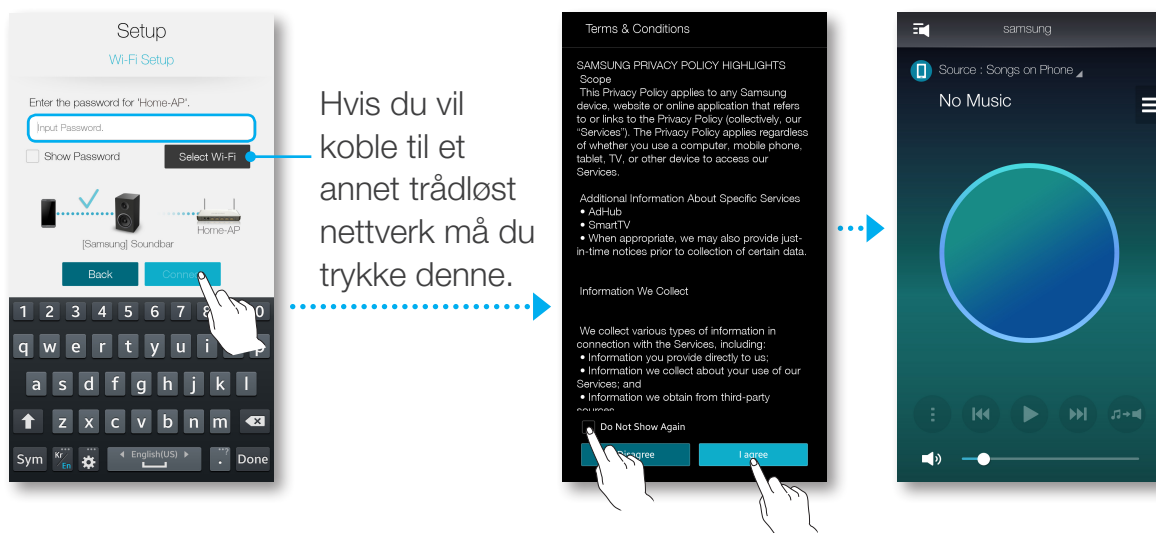 Setup
Wi-Fi Setup
Enter the password for 'Home-AP'.
Input Password.
Show Password
Select Wi-Fi
Home-AP
[Samsung] Soundbar
Back
Connect
1 2 3 4 5 6 7 8 0
q w e r t y u i p
a s d f g h j k l
z x c v b n m
Sym Kr En English(US) . Done
Hvis du vil
koble til et
annet trådløst
nettverk må du
trykke denne.
Terms & Conditions
SAMSUNG PRIVACY POLICY HIGHLIGHTS
Scope
This Privacy Policy applies to any Samsung
device, website or online application that refers
to or links to the Privacy Policy (collectively, our
“Services”). The Privacy Policy applies regardless
of whether you use a computer, mobile phone,
tablet, TV, or other device to access our
Services.
Additional Information About Specific Services
• AdHub
• SmartTV
• When appropriate, we may also provide just-
in-time notices prior to collection of certain data.
Information We Collect
We collect various types of information in
connection with the Services, including:
• Information you provide directly to us;
• Information we collect about your use of our
Services; and
• Information we obtain from third-party
sources
Do Not Show Again
Disagree
I agree
samsung
Source : Songs on Phone
No Music